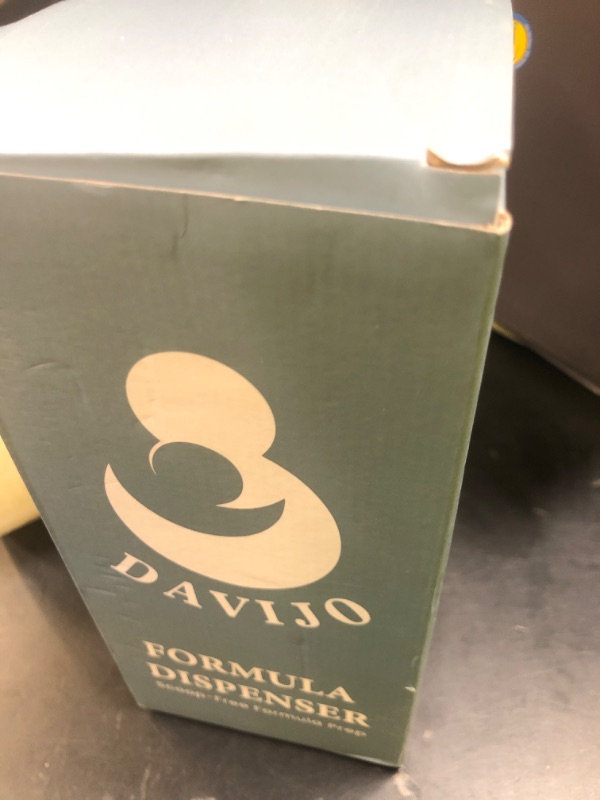 DAVIJO
FORMULA
DISPENSER
Scoop-Free Formula Prep